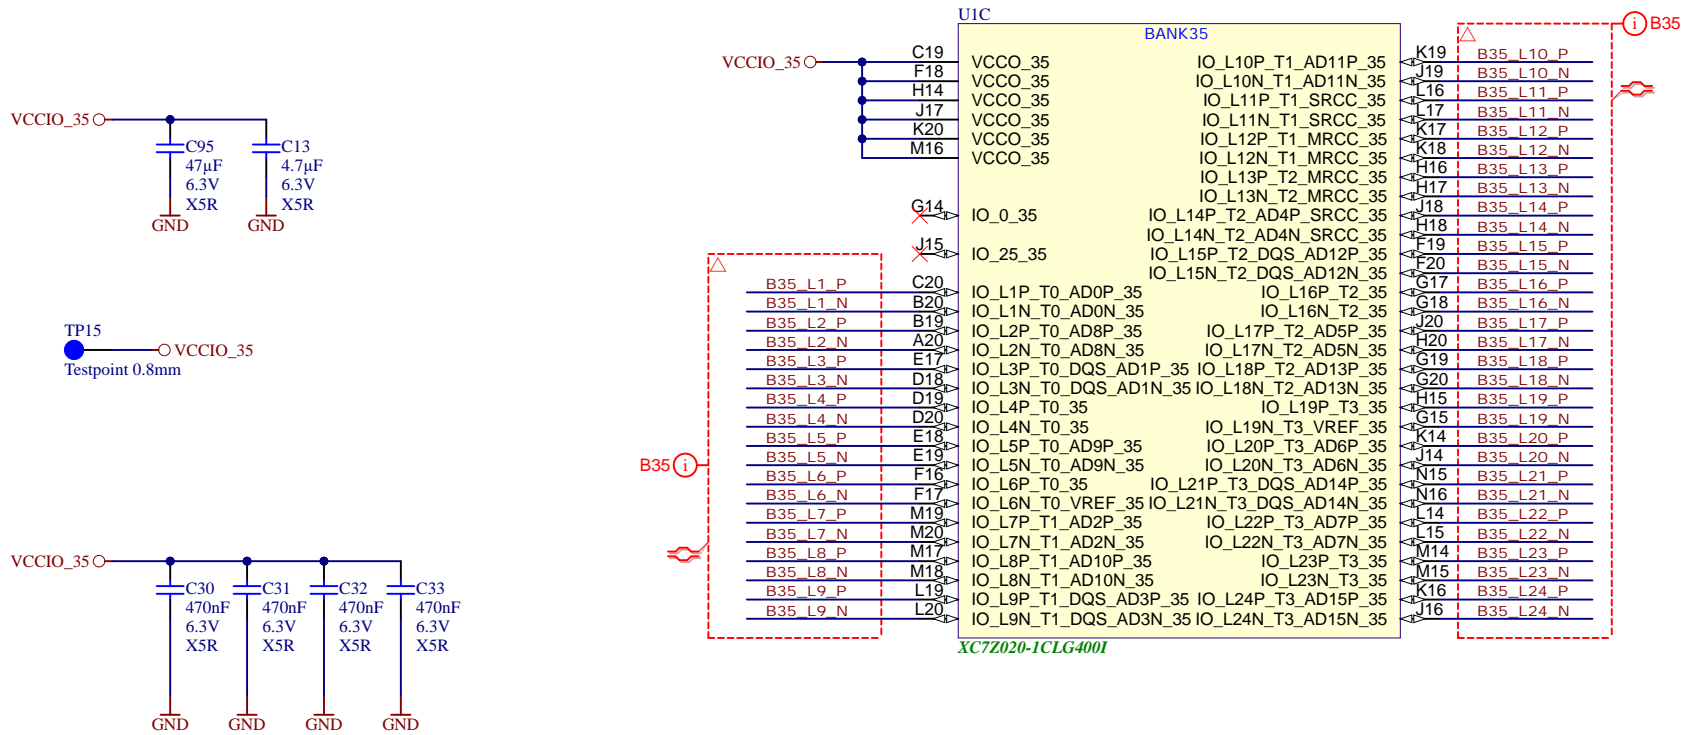 VCCIO_35
C95
47µF
6.3V
X5R
GND
C13
4.7µF
6.3V
X5R
GND
TP15
VCCIO_35
Testpoint 0.8mm
VCCIO_35
C30
470nF
6.3V
X5R
GND
C31
470nF
6.3V
X5R
GND
C32
470nF
6.3V
X5R
GND
C33
470nF
6.3V
X5R
GND
U1C
BANK35
VCCIO_35
C19 VCCO_35
F18 VCCO_35
H14 VCCO_35
J17 VCCO_35
K20 VCCO_35
M16 VCCO_35
G14 IO_0_35
J15 IO_25_35
B35_L1_P C20 IO_L1P_T0_AD0P_35
B35_L1_N B20 IO_L1N_T0_AD0N_35
B35_L2_P B19 IO_L2P_T0_AD8P_35
B35_L2_N A20 IO_L2N_T0_AD8N_35
B35_L3_P E17 IO_L3P_T0_DQS_AD1P_35
B35_L3_N D18 IO_L3N_T0_DQS_AD1N_35
B35_L4_P D19 IO_L4P_T0_35
B35_L4_N D20 IO_L4N_T0_35
B35_L5_P E18 IO_L5P_T0_AD9P_35
B35_L5_N E19 IO_L5N_T0_AD9N_35
B35_L6_P F16 IO_L6P_T0_35
B35_L6_N F17 IO_L6N_T0_VREF_35
B35_L7_P M19 IO_L7P_T1_AD2P_35
B35_L7_N M20 IO_L7N_T1_AD2N_35
B35_L8_P M17 IO_L8P_T1_AD10P_35
B35_L8_N M18 IO_L8N_T1_AD10N_35
B35_L9_P L19 IO_L9P_T1_DQS_AD3P_35
B35_L9_N L20 IO_L9N_T1_DQS_AD3N_35
B35 i
IO_L10P_T1_AD11P_35 K19 B35_L10_P
IO_L10N_T1_AD11N_35 J19 B35_L10_N
IO_L11P_T1_SRCC_35 L16 B35_L11_P
IO_L11N_T1_SRCC_35 L17 B35_L11_N
IO_L12P_T1_MRCC_35 K17 B35_L12_P
IO_L12N_T1_MRCC_35 K18 B35_L12_N
IO_L13P_T2_MRCC_35 H16 B35_L13_P
IO_L13N_T2_MRCC_35 H17 B35_L13_N
IO_L14P_T2_AD4P_SRCC_35 J18 B35_L14_P
IO_L14N_T2_AD4N_SRCC_35 H18 B35_L14_N
IO_L15P_T2_DQS_AD12P_35 F19 B35_L15_P
IO_L15N_T2_DQS_AD12N_35 F20 B35_L15_N
IO_L16P_T2_35 G17 B35_L16_P
IO_L16N_T2_35 G18 B35_L16_N
IO_L17P_T2_AD5P_35 J20 B35_L17_P
IO_L17N_T2_AD5N_35 H20 B35_L17_N
IO_L18P_T2_AD13P_35 G19 B35_L18_P
IO_L18N_T2_AD13N_35 G20 B35_L18_N
IO_L19P_T3_35 H15 B35_L19_P
IO_L19N_T3_VREF_35 G15 B35_L19_N
IO_L20P_T3_AD6P_35 K14 B35_L20_P
IO_L20N_T3_AD6N_35 J14 B35_L20_N
IO_L21P_T3_DQS_AD14P_35 N15 B35_L21_P
IO_L21N_T3_DQS_AD14N_35 N16 B35_L21_N
IO_L22P_T3_AD7P_35 L14 B35_L22_P
IO_L22N_T3_AD7N_35 L15 B35_L22_N
IO_L23P_T3_35 M14 B35_L23_P
IO_L23N_T3_35 M15 B35_L23_N
IO_L24P_T3_AD15P_35 K16 B35_L24_P
IO_L24N_T3_AD15N_35 J16 B35_L24_N
i B35
XC7Z020-1CLG400I